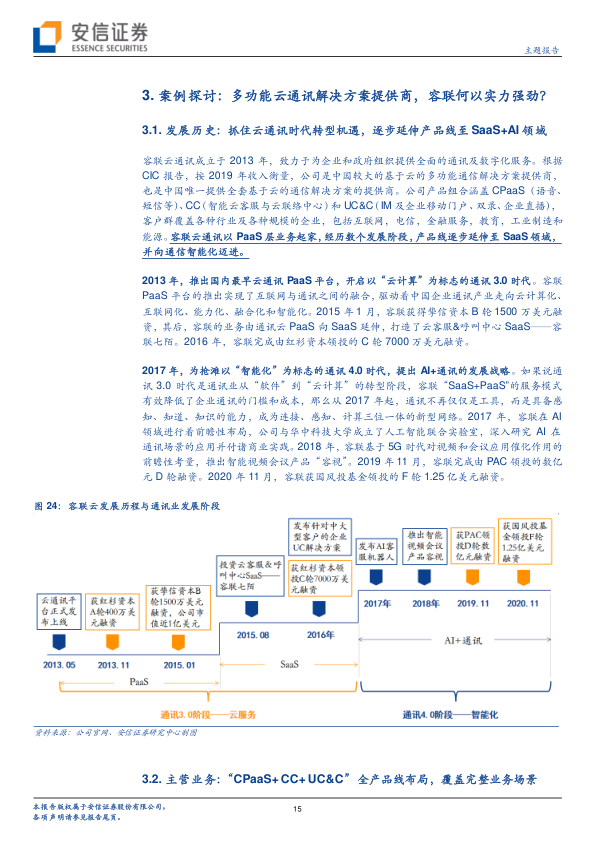 安信证券
ESSENCE SECURITIES
主题报告
3. 案例探讨：多功能云通讯解决方案提供商，容联何以实力强劲？
3.1. 发展历史：抓住云通讯时代转型机遇，逐步延伸产品线至 SaaS+AI 领域
容联云通讯成立于 2013 年，致力于为企业和政府组织提供全面的通讯及数字化服务。根据
CIC 报告，按 2019 年收入衡量，公司是中国较大的基于云的多功能通信解决方案提供商，
也是中国唯一提供全套基于云的通信解决方案的提供商。公司产品组合涵盖 CPaaS（语音、
短信等）、CC（智能云客服与云联络中心）和 UC&C（IM 及企业移动门户、双录、企业直播），
客户群覆盖各种行业及各种规模的企业，包括互联网，电信，金融服务，教育，工业制造和
能源。容联云通讯以 PaaS 层业务起家，经历数个发展阶段，产品线逐步延伸至 SaaS 领域，
并向通信智能化迈进。
2013 年，推出国内最早云通讯 PaaS 平台，开启以“云计算”为标志的通讯 3.0 时代。容联
PaaS 平台的推出实现了互联网与通讯之间的融合，驱动着中国企业通讯产业走向云计算化、
互联网化、能力化、融合化和智能化。2015 年 1 月，容联获得挚信资本 B 轮 1500 万美元融
资，其后，容联的业务由通讯云 PaaS 向 SaaS 延伸，打造了云客服&呼叫中心 SaaS——容
联七陌。2016 年，容联完成由红杉资本领投的 C 轮 7000 万美元融资。
2017 年，为抢滩以“智能化”为标志的通讯 4.0 时代，提出 AI+通讯的发展战略。如果说通
讯 3.0 时代是通讯业从“软件”到“云计算”的转型阶段，容联“SaaS+PaaS"的服务模式
有效降低了企业通讯的门槛和成本，那么从 2017 年起，通讯不再仅仅是工具，而是具备感
知、知道、知识的能力，成为连接、感知、计算三位一体的新型网络。2017 年，容联在 AI
领域进行着前瞻性布局，公司与华中科技大学成立了人工智能联合实验室，深入研究 AI 在
通讯场景的应用并付诸商业实践。2018 年，容联基于 5G 时代对视频和会议应用催化作用的
前瞻性考量，推出智能视频会议产品“容视”。2019 年 11 月，容联完成由 PAC 领投的数亿
元 D 轮融资。2020 年 11 月，容联获国风投基金领投的 F 轮 1.25 亿美元融资。
图 24：容联云发展历程与通讯业发展阶段
云通讯平
台正式发
布上线
获红杉资本
A轮400万美
元融资
获挚信资本B
轮1500万美元
融资，公司市
值近1亿美元
投资云客服&呼
叫中心SaaS——
容联七陌
发布针对中大
型客户的企业
UC解决方案
获红杉资本领
投C轮7000万美
元融资
发布AI客
服机器人
推出智能
视频会议
产品容视
获PAC领
投D轮数
亿元融资
获国风投基
金领投F轮
1.25亿美元
融资
2013.05
2013.11
2015.01
2015.08
2016年
2017年
2018年
2019.11
2020.11
PaaS
SaaS
AI+通讯
通讯3.0阶段——云服务
通讯4.0阶段——智能化
资料来源：公司官网、安信证券研究中心制图
3.2. 主营业务：“CPaaS+ CC+ UC&C” 全产品线布局，覆盖完整业务场景
本报告版权属于安信证券股份有限公司。
各项声明请参见报告尾页。
15